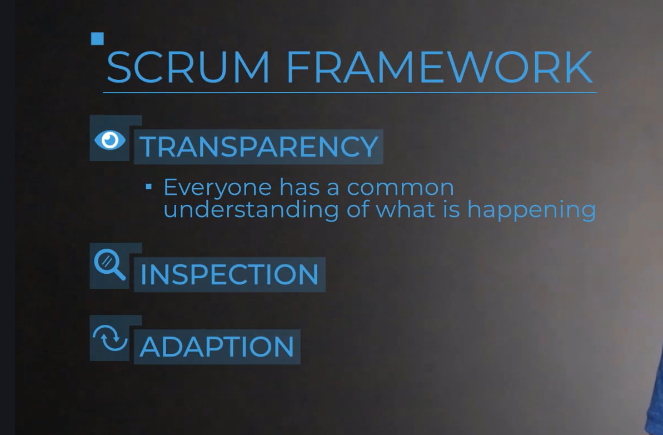 SCRUM FRAMEWORK
TRANSPARENCY
▪ Everyone has a common
understanding of what is happening
INSPECTION
ADAPTION